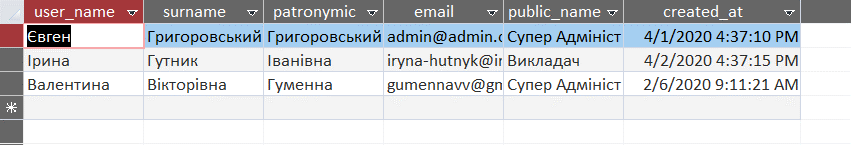 user_name surname patronymic email public_name created_at
Євген Григоровський Григоровський admin@admin.c Супер Адмініст 4/1/2020 4:37:10 PM
Ірина Гутник Іванівна iryna-hutnyk@ir Викладач 4/2/2020 4:37:15 PM
Валентина Вікторівна Гуменна gumennavv@gm Супер Адмініст 2/6/2020 9:11:21 AM